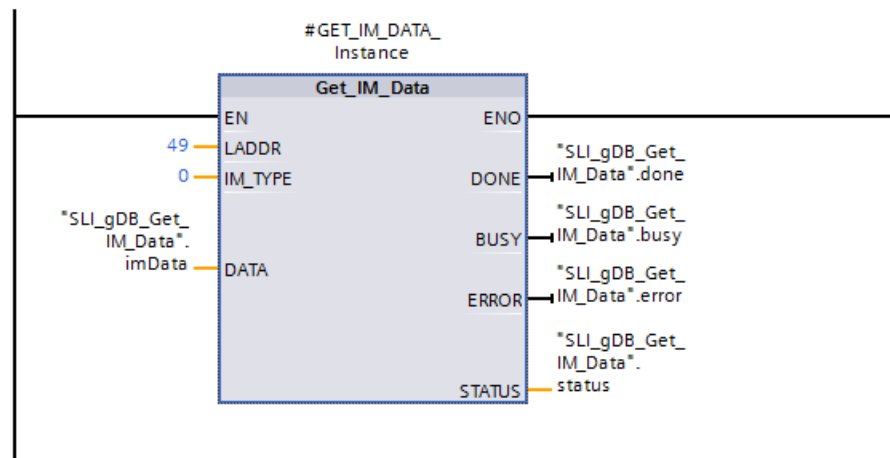 #GET_IM_DATA_
Instance
Get_IM_Data
EN
ENO
49
LADDR
0
IM_TYPE
DONE
"SLI_gDB_Get_
IM_Data".done
"SLI_gDB_Get_
IM_Data".
imData
DATA
BUSY
"SLI_gDB_Get_
IM_Data".busy
ERROR
"SLI_gDB_Get_
IM_Data".error
STATUS
"SLI_gDB_Get_
IM_Data".
status